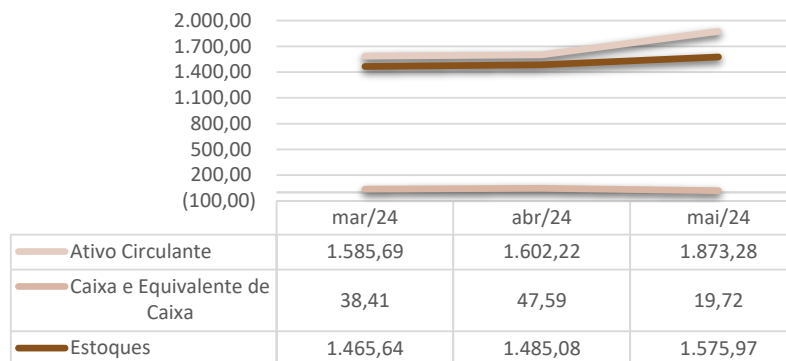 2.000,00
1.700,00
1.400,00
1.100,00
800,00
500,00
200,00
(100,00)
mar/24 abr/24 mai/24
Ativo Circulante 1.585,69 1.602,22 1.873,28
Caixa e Equivalente de
Caixa 38,41 47,59 19,72
Estoques 1.465,64 1.485,08 1.575,97